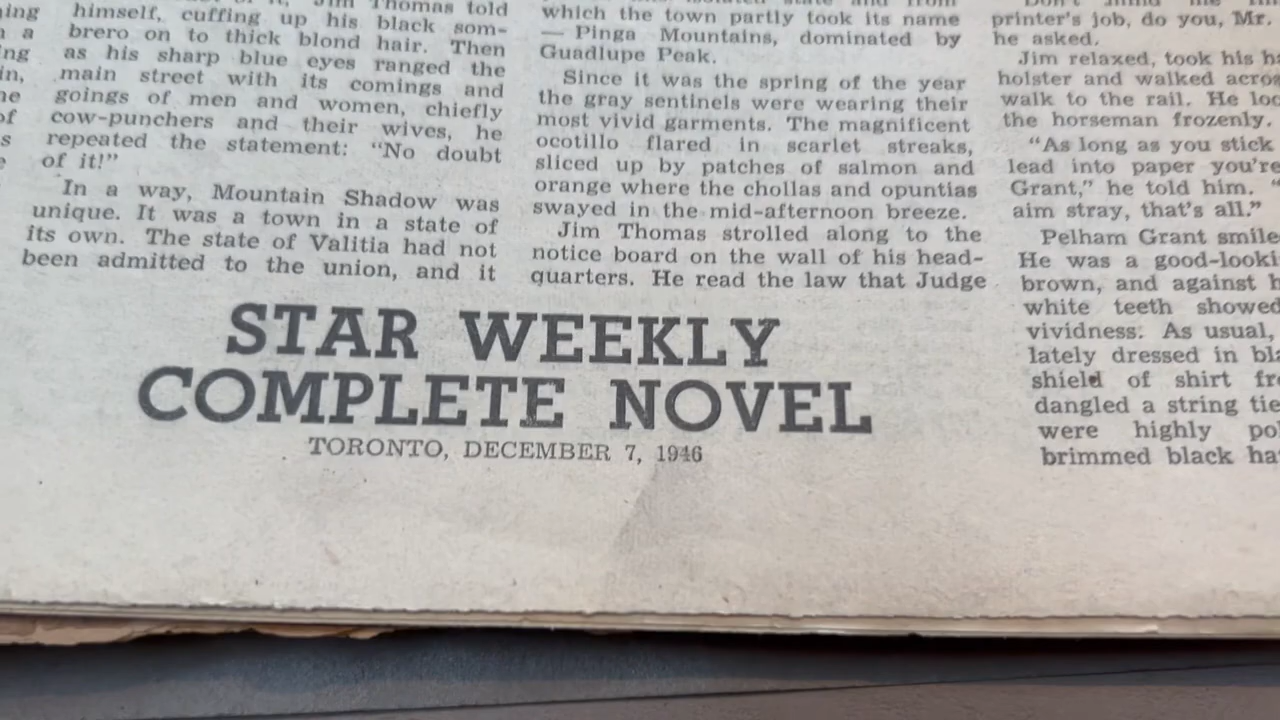 himself, cuffing up his black som-
brero on to thick blond hair. Then
as his sharp blue eyes ranged the
main street with its comings and
goings of men and women, chiefly
cow-punchers and their wives, he
repeated the statement: “No doubt
of it!”
In a way, Mountain Shadow was
unique. It was a town in a state of
its own. The state of Valitia had not
been admitted to the union, and it
which the town partly took its name
— Pinga Mountains, dominated by
Guadlupe Peak.
Since it was the spring of the year
the gray sentinels were wearing their
most vivid garments. The magnificent
ocotillo flared in scarlet streaks,
sliced up by patches of salmon and
orange where the chollas and opuntias
swayed in the mid-afternoon breeze.
Jim Thomas strolled along to the
notice board on the wall of his head-
quarters. He read the law that Judge
printer's job, do you, Mr.
he asked.
Jim relaxed, took his
holster and walked
walk to the rail. He
the horseman frozenly.
“As long as you stick
lead into paper you're
Grant,” he told him.
aim stray, that's all.”
Pelham Grant
He was a
brown, and against
white teeth showed
vividness. As usual,
lately dressed in
shield of shirt
dangled a string tie
were highly
brimmed black
STAR WEEKLY
COMPLETE NOVEL
TORONTO, DECEMBER 7, 1946